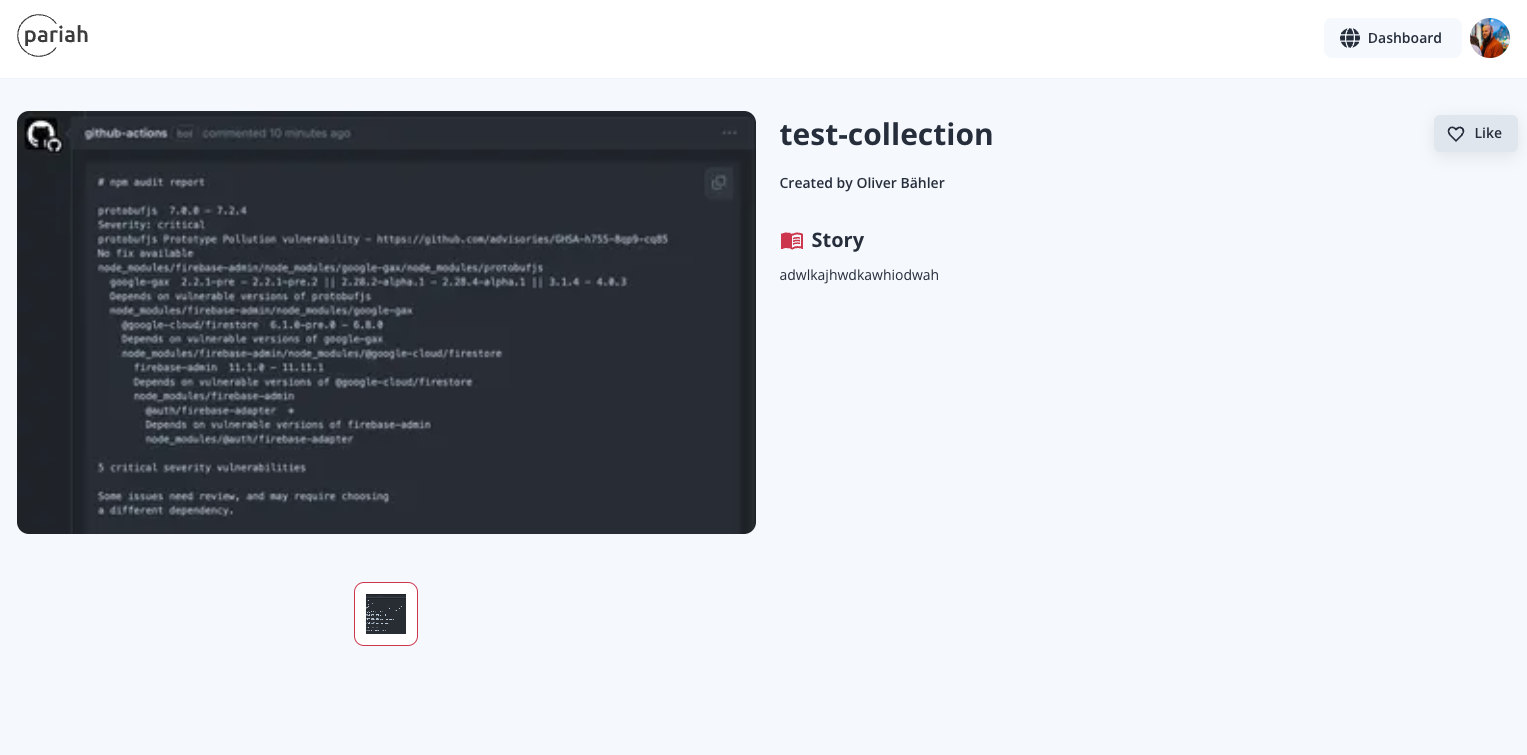 pariah
Dashboard
github-actions bot commented 10 minutes ago
# npm audit report
protobufjs 7.0.0 - 7.2.4
Severity: critical
protobufjs Prototype Pollution vulnerability - https://github.com/advisories/GHSA-h755-8qp9-cq85
No fix available
node_modules/firebase-admin/node_modules/google-gax/node_modules/protobufjs
google-gax 2.2.1-pre - 2.2.1-pre.2 || 2.28.2-alpha.1 - 2.28.4-alpha.1 || 3.1.4 - 4.0.3
Depends on vulnerable versions of protobufjs
node_modules/firebase-admin/node_modules/google-gax
@google-cloud/firestore 6.1.0-pre.0 - 6.8.0
Depends on vulnerable versions of google-gax
node_modules/firebase-admin/node_modules/@google-cloud/firestore
firebase-admin 11.1.0 - 11.11.1
Depends on vulnerable versions of @google-cloud/firestore
node_modules/firebase-admin
@auth/firebase-adapter *
Depends on vulnerable versions of firebase-admin
node_modules/@auth/firebase-adapter
5 critical severity vulnerabilities
Some issues need review, and may require choosing
a different dependency.
test-collection
Like
Created by Oliver Bähler
Story
adwlkajhwdkawhiodwah